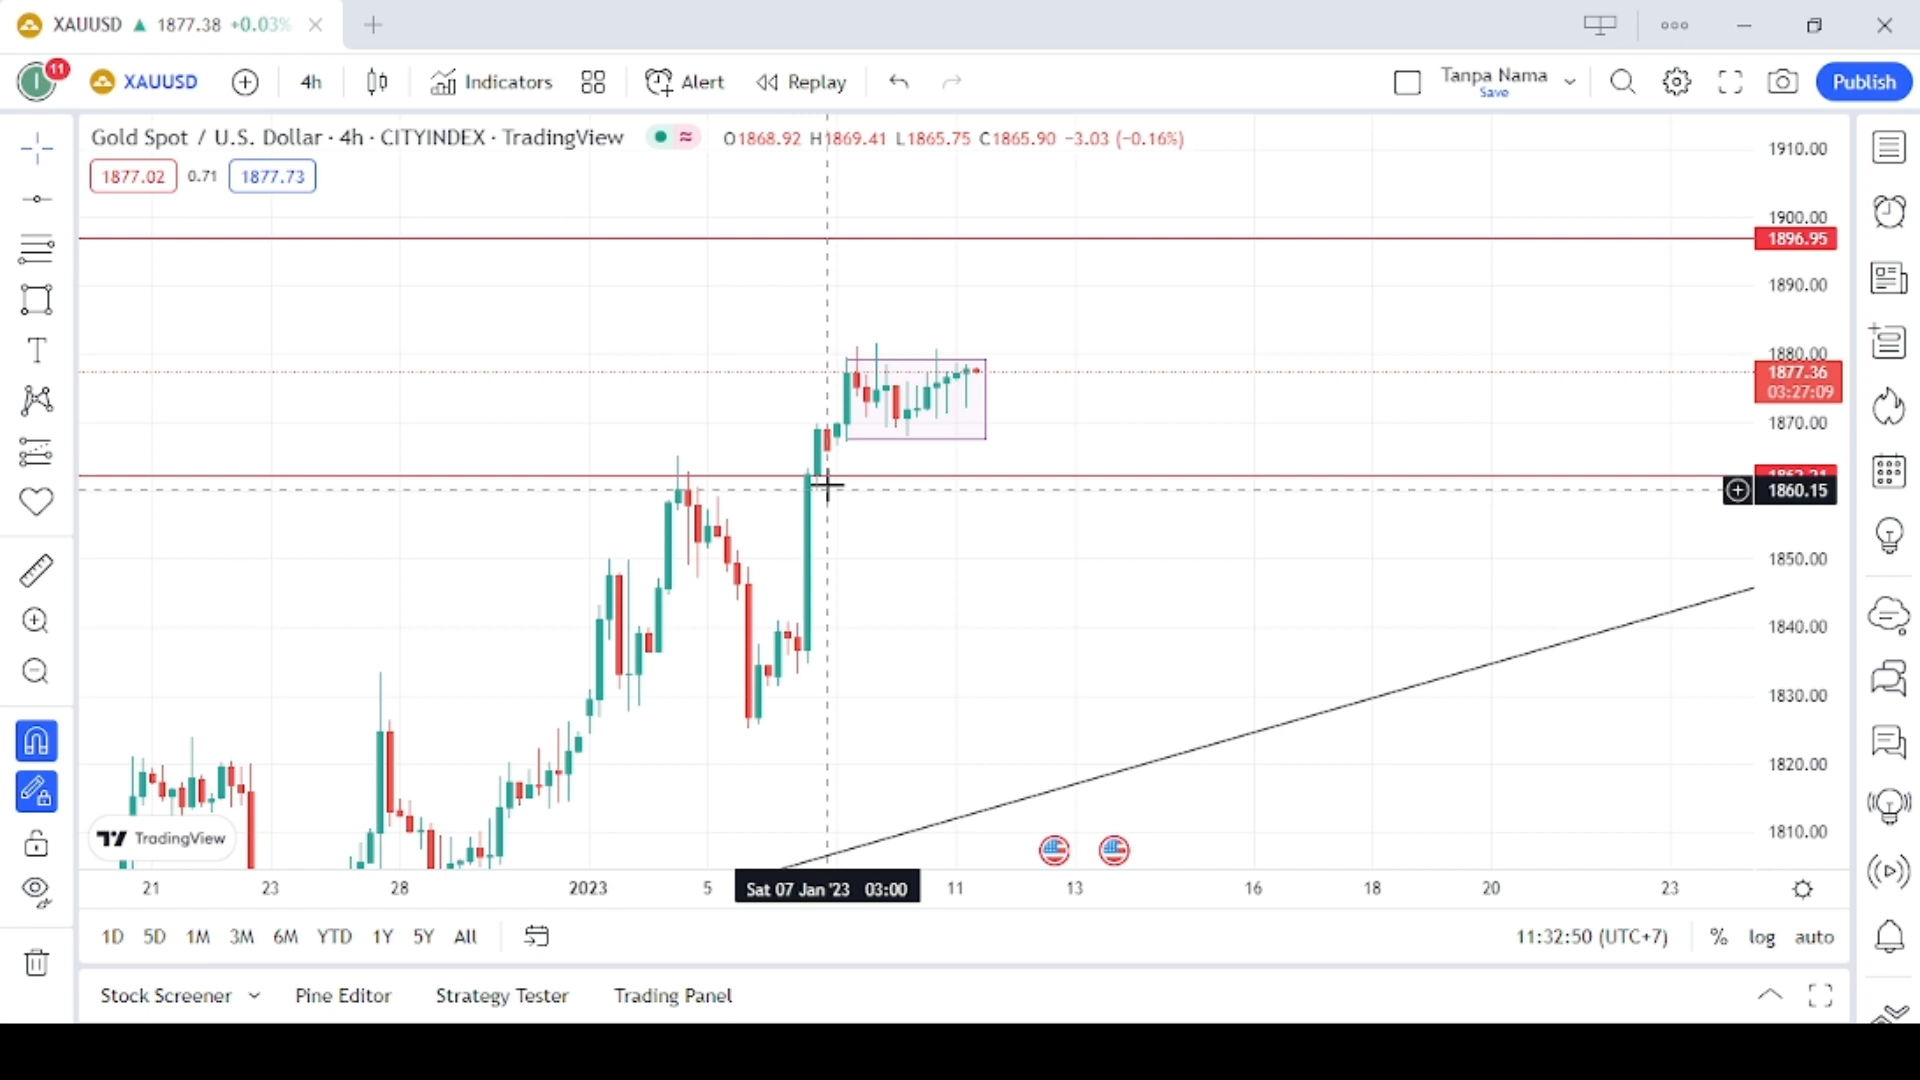 XAUUSD ▲ 1877.38 +0.03%
11
I
XAUUSD
4h
Indicators
Alert
Replay
Tanpa Nama
Save
Publish
Gold Spot / U.S. Dollar · 4h · CITYINDEX · TradingView
O1868.92 H1869.41 L1865.75 C1865.90 −3.03 (−0.16%)
1877.02 0.71 1877.73
1910.00
1900.00
1896.95
1890.00
1880.00
1877.36
03:27:09
1870.00
1860.15
1850.00
1840.00
1830.00
1820.00
1810.00
TradingView
21 23 28 2023 5 Sat 07 Jan '23 03:00 11 13 16 18 20 23
1D 5D 1M 3M 6M YTD 1Y 5Y All
11:32:50 (UTC+7) % log auto
Stock Screener Pine Editor Strategy Tester Trading Panel